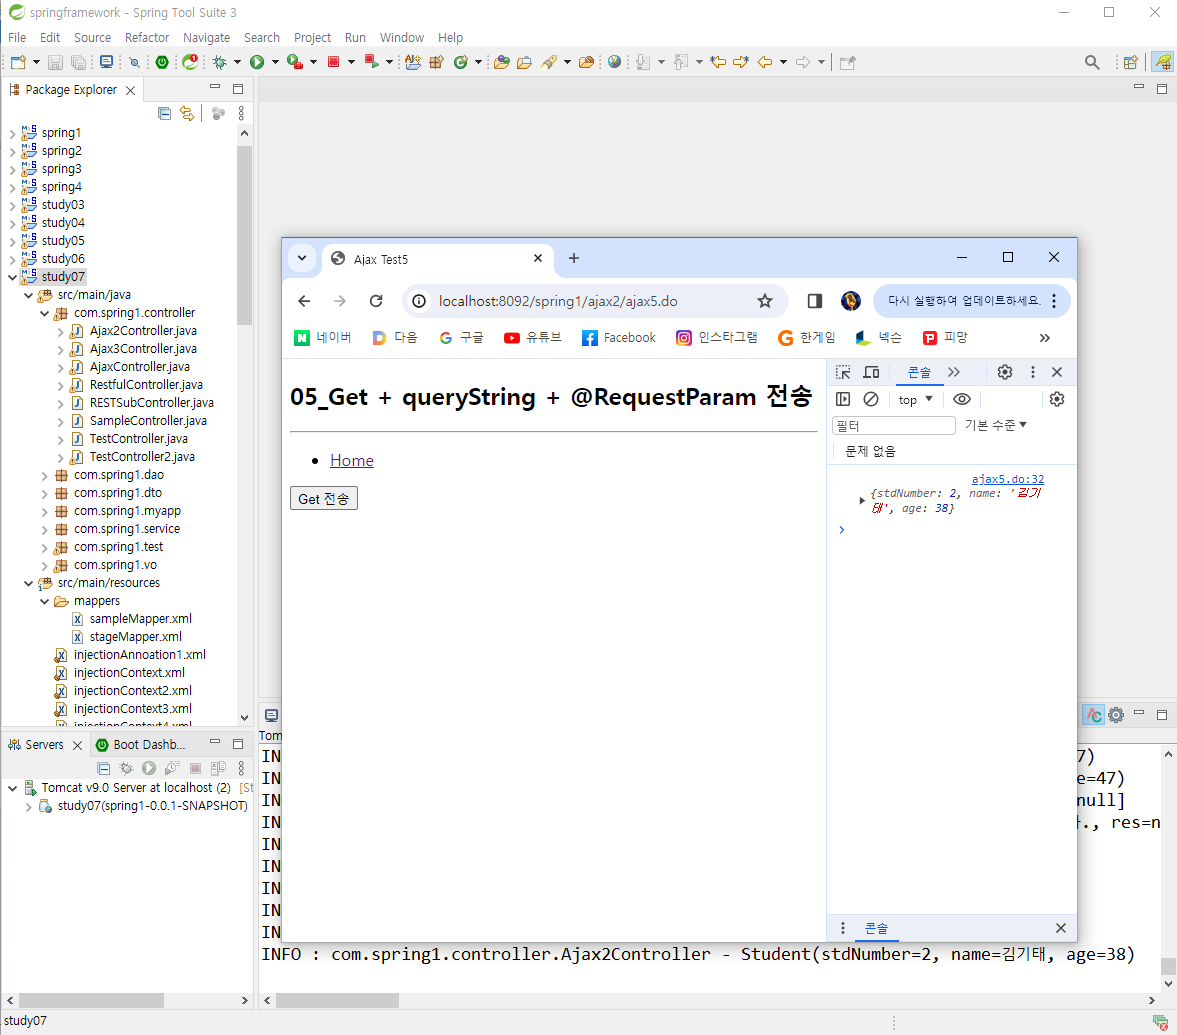 springframework - Spring Tool Suite 3
File Edit Source Refactor Navigate Search Project Run Window Help
Package Explorer
spring1
spring2
spring3
spring4
study03
study04
study05
study06
study07
src/main/java
com.spring1.controller
Ajax2Controller.java
Ajax3Controller.java
AjaxController.java
RestfulController.java
RESTSubController.java
SampleController.java
TestController.java
TestController2.java
com.spring1.dao
com.spring1.dto
com.spring1.myapp
com.spring1.service
com.spring1.test
com.spring1.vo
src/main/resources
mappers
sampleMapper.xml
stageMapper.xml
injectionAnnoation1.xml
injectionContext.xml
injectionContext2.xml
injectionContext3.xml
injectionContext4.xml
Servers
Boot Dashb...
Tomcat v9.0 Server at localhost (2) [St
study07(spring1-0.0.1-SNAPSHOT)
study07
Ajax Test5
localhost:8092/spring1/ajax2/ajax5.do
다시 실행하여 업데이트하세요.
네이버 다음 구글 유튜브 Facebook 인스타그램 한게임 넥슨 피망
05_Get + queryString + @RequestParam 전송
Home
Get 전송
콘솔
top
필터
기본 수준
문제 없음
ajax5.do:32
{stdNumber: 2, name: '김기
태', age: 38}
콘솔
Tom
IN 7)
IN e=47)
IN null]
IN ., res=n
IN
IN
IN
IN
IN
INFO : com.spring1.controller.Ajax2Controller - Student(stdNumber=2, name=김기태, age=38)